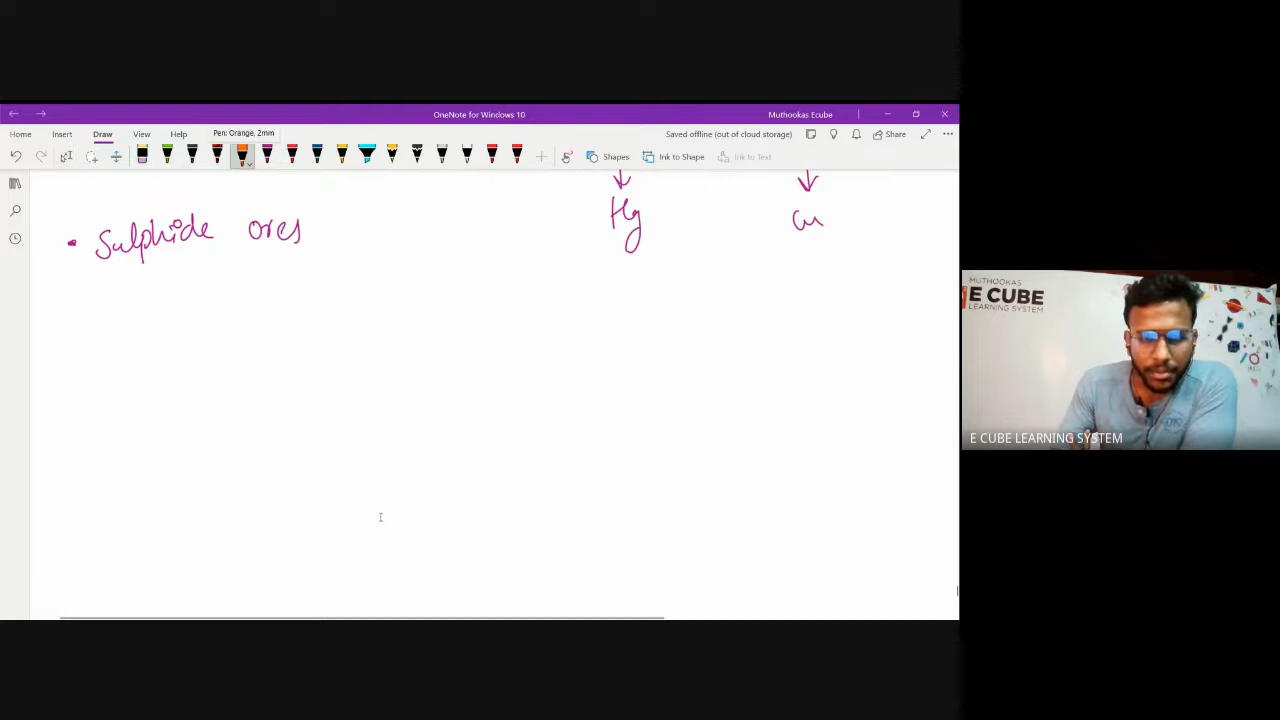 OneNote for Windows 10
Muthookas Ecube
Home Insert Draw View Help
Pen: Orange, 2mm
Saved offline (out of cloud storage)
Share
Shapes
Ink to Shape
Ink to Text
Hg
Cu
• Sulphide ores
MUTHOOKAS
E CUBE
LEARNING SYSTEM
E CUBE LEARNING SYSTEM